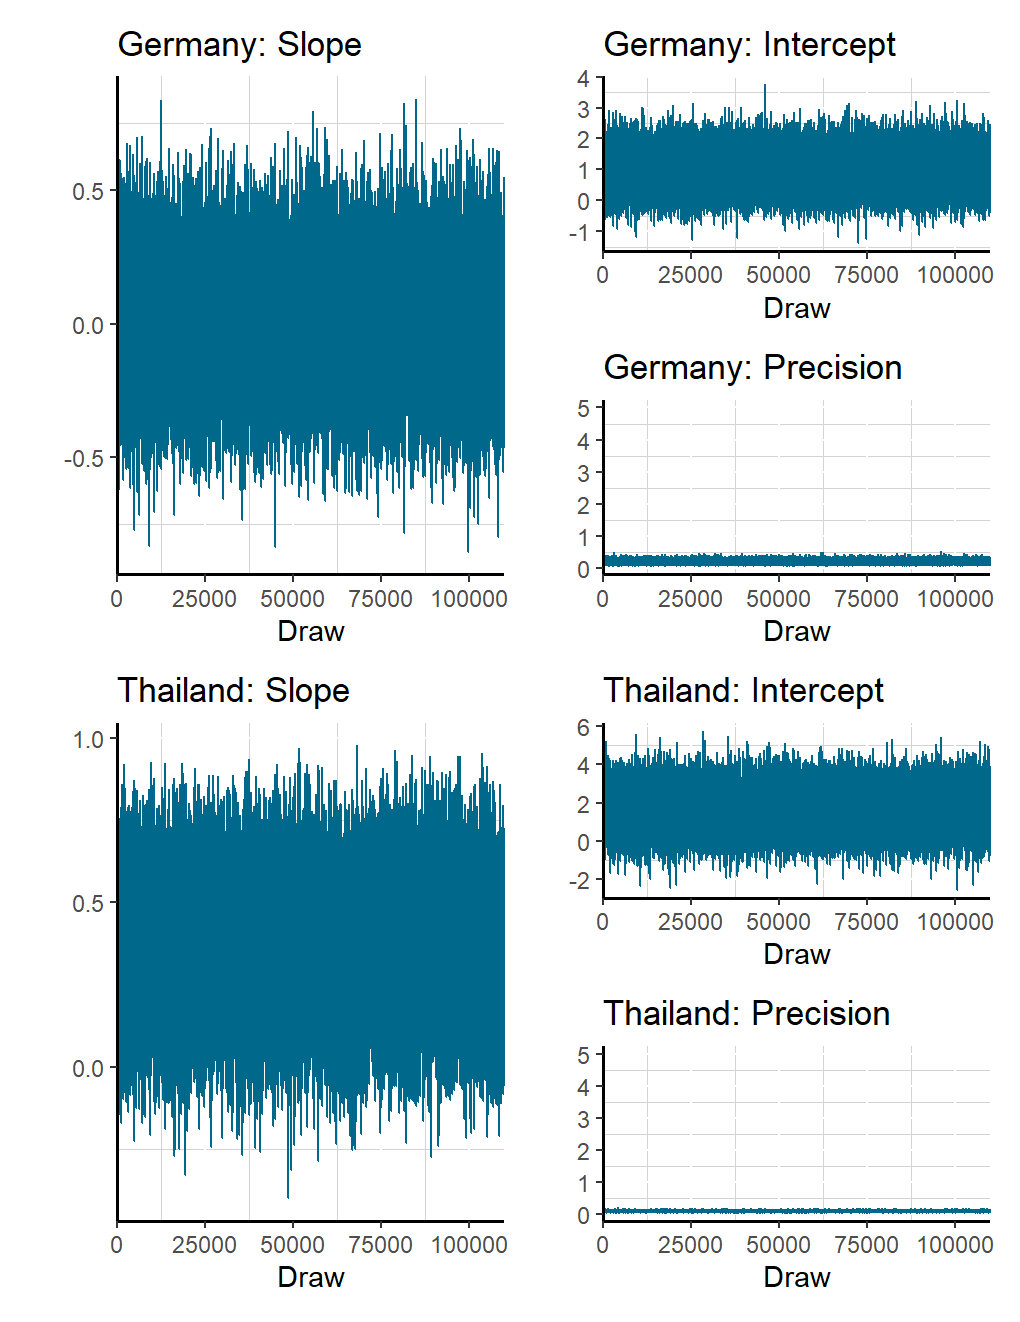 Germany: Slope
0.5
0.0
-0.5
0 25000 50000 75000 100000
Draw
Germany: Intercept
4
3
2
1
0
-1
0 25000 50000 75000 100000
Draw
Germany: Precision
5
4
3
2
1
0
0 25000 50000 75000 100000
Draw
Thailand: Slope
1.0
0.5
0.0
0 25000 50000 75000 100000
Draw
Thailand: Intercept
6
4
2
0
-2
0 25000 50000 75000 100000
Draw
Thailand: Precision
5
4
3
2
1
0
0 25000 50000 75000 100000
Draw